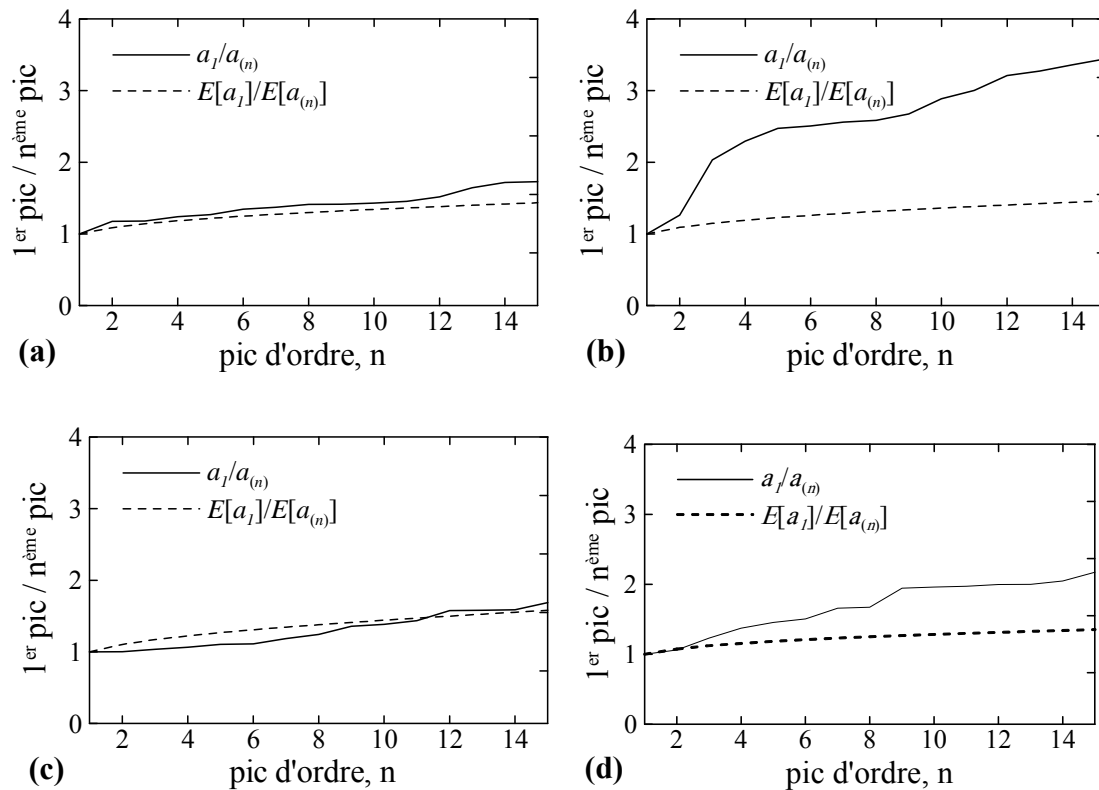 4
3
2
1
0
1er pic / nème pic
a1/a(n)
E[a1]/E[a(n)]
2 4 6 8 10 12 14
pic d'ordre, n
(a)
4
3
2
1
0
1er pic / nème pic
a1/a(n)
E[a1]/E[a(n)]
2 4 6 8 10 12 14
pic d'ordre, n
(b)
4
3
2
1
0
1er pic / nème pic
a1/a(n)
E[a1]/E[a(n)]
2 4 6 8 10 12 14
pic d'ordre, n
(c)
4
3
2
1
0
1er pic / nème pic
a1/a(n)
E[a1]/E[a(n)]
2 4 6 8 10 12 14
pic d'ordre, n
(d)